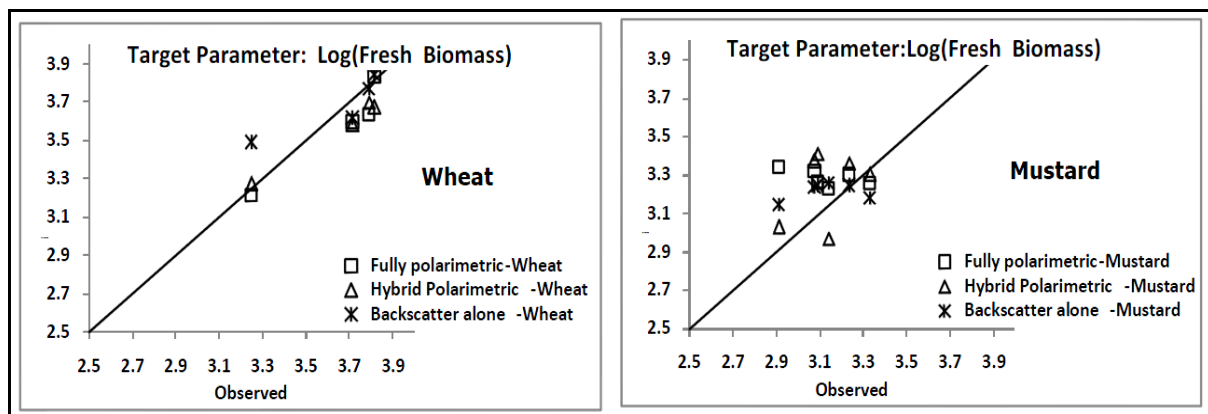 Target Parameter: Log(Fresh Biomass)
3.9
3.7
3.5
3.3
3.1
2.9
2.7
2.5
Wheat
Fully polarimetric-Wheat
Hybrid Polarimetric -Wheat
Backscatter alone -Wheat
2.5 2.7 2.9 3.1 3.3 3.5 3.7 3.9
Observed
Target Parameter:Log(Fresh Biomass)
3.9
3.7
3.5
3.3
3.1
2.9
2.7
2.5
Mustard
Fully polarimetric-Mustard
Hybrid Polarimetric -Mustard
Backscatter alone -Mustard
2.5 2.7 2.9 3.1 3.3 3.5 3.7 3.9
Observed